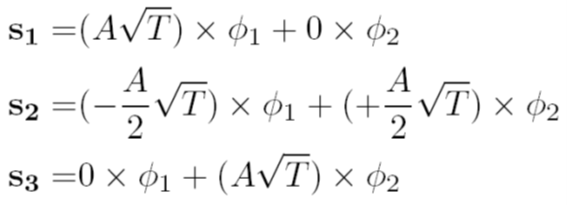 s₁ =(A√T) × ϕ₁ + 0 × ϕ₂
s₂ =(−A/2 √T) × ϕ₁ + (+A/2 √T) × ϕ₂
s₃ =0 × ϕ₁ + (A√T) × ϕ₂